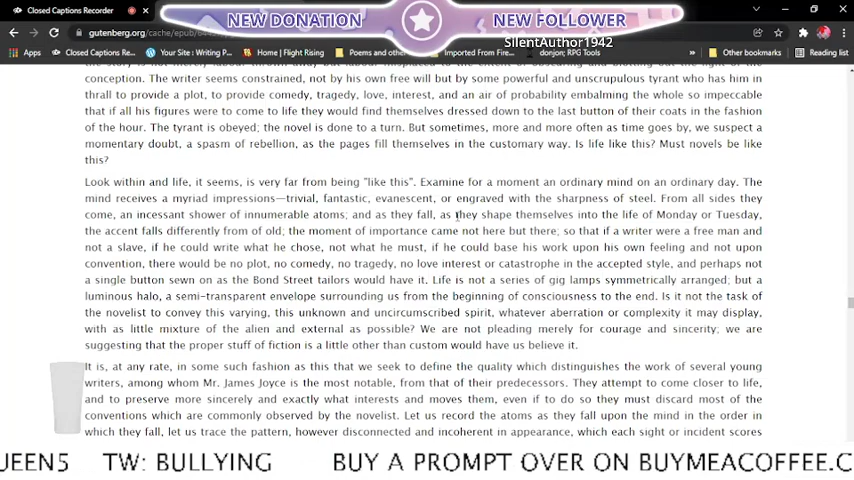 Closed Captions Recorder
NEW DONATION
NEW FOLLOWER
SilentAuthor1942
gutenberg.org/cache/epub/644
Apps
Closed Captions Rec...
Your Site : Writing P...
Home | Flight Rising
Poems and other...
Imported From Fire...
donjon; RPG Tools
»
Other bookmarks
Reading list
conception. The writer seems constrained, not by his own free will but by some powerful and unscrupulous tyrant who has him in
thrall to provide a plot, to provide comedy, tragedy, love, interest, and an air of probability embalming the whole so impeccable
that if all his figures were to come to life they would find themselves dressed down to the last button of their coats in the fashion
of the hour. The tyrant is obeyed; the novel is done to a turn. But sometimes, more and more often as time goes by, we suspect a
momentary doubt, a spasm of rebellion, as the pages fill themselves in the customary way. Is life like this? Must novels be like
this?
Look within and life, it seems, is very far from being "like this". Examine for a moment an ordinary mind on an ordinary day. The
mind receives a myriad impressions—trivial, fantastic, evanescent, or engraved with the sharpness of steel. From all sides they
come, an incessant shower of innumerable atoms; and as they fall, as they shape themselves into the life of Monday or Tuesday,
the accent falls differently from of old; the moment of importance came not here but there; so that if a writer were a free man and
not a slave, if he could write what he chose, not what he must, if he could base his work upon his own feeling and not upon
convention, there would be no plot, no comedy, no tragedy, no love interest or catastrophe in the accepted style, and perhaps not
a single button sewn on as the Bond Street tailors would have it. Life is not a series of gig lamps symmetrically arranged; but a
luminous halo, a semi-transparent envelope surrounding us from the beginning of consciousness to the end. Is it not the task of
the novelist to convey this varying, this unknown and uncircumscribed spirit, whatever aberration or complexity it may display,
with as little mixture of the alien and external as possible? We are not pleading merely for courage and sincerity; we are
suggesting that the proper stuff of fiction is a little other than custom would have us believe it.
It is, at any rate, in some such fashion as this that we seek to define the quality which distinguishes the work of several young
writers, among whom Mr. James Joyce is the most notable, from that of their predecessors. They attempt to come closer to life,
and to preserve more sincerely and exactly what interests and moves them, even if to do so they must discard most of the
conventions which are commonly observed by the novelist. Let us record the atoms as they fall upon the mind in the order in
which they fall, let us trace the pattern, however disconnected and incoherent in appearance, which each sight or incident scores
UEEN5 TW: BULLYING BUY A PROMPT OVER ON BUYMEACOFFEE.C